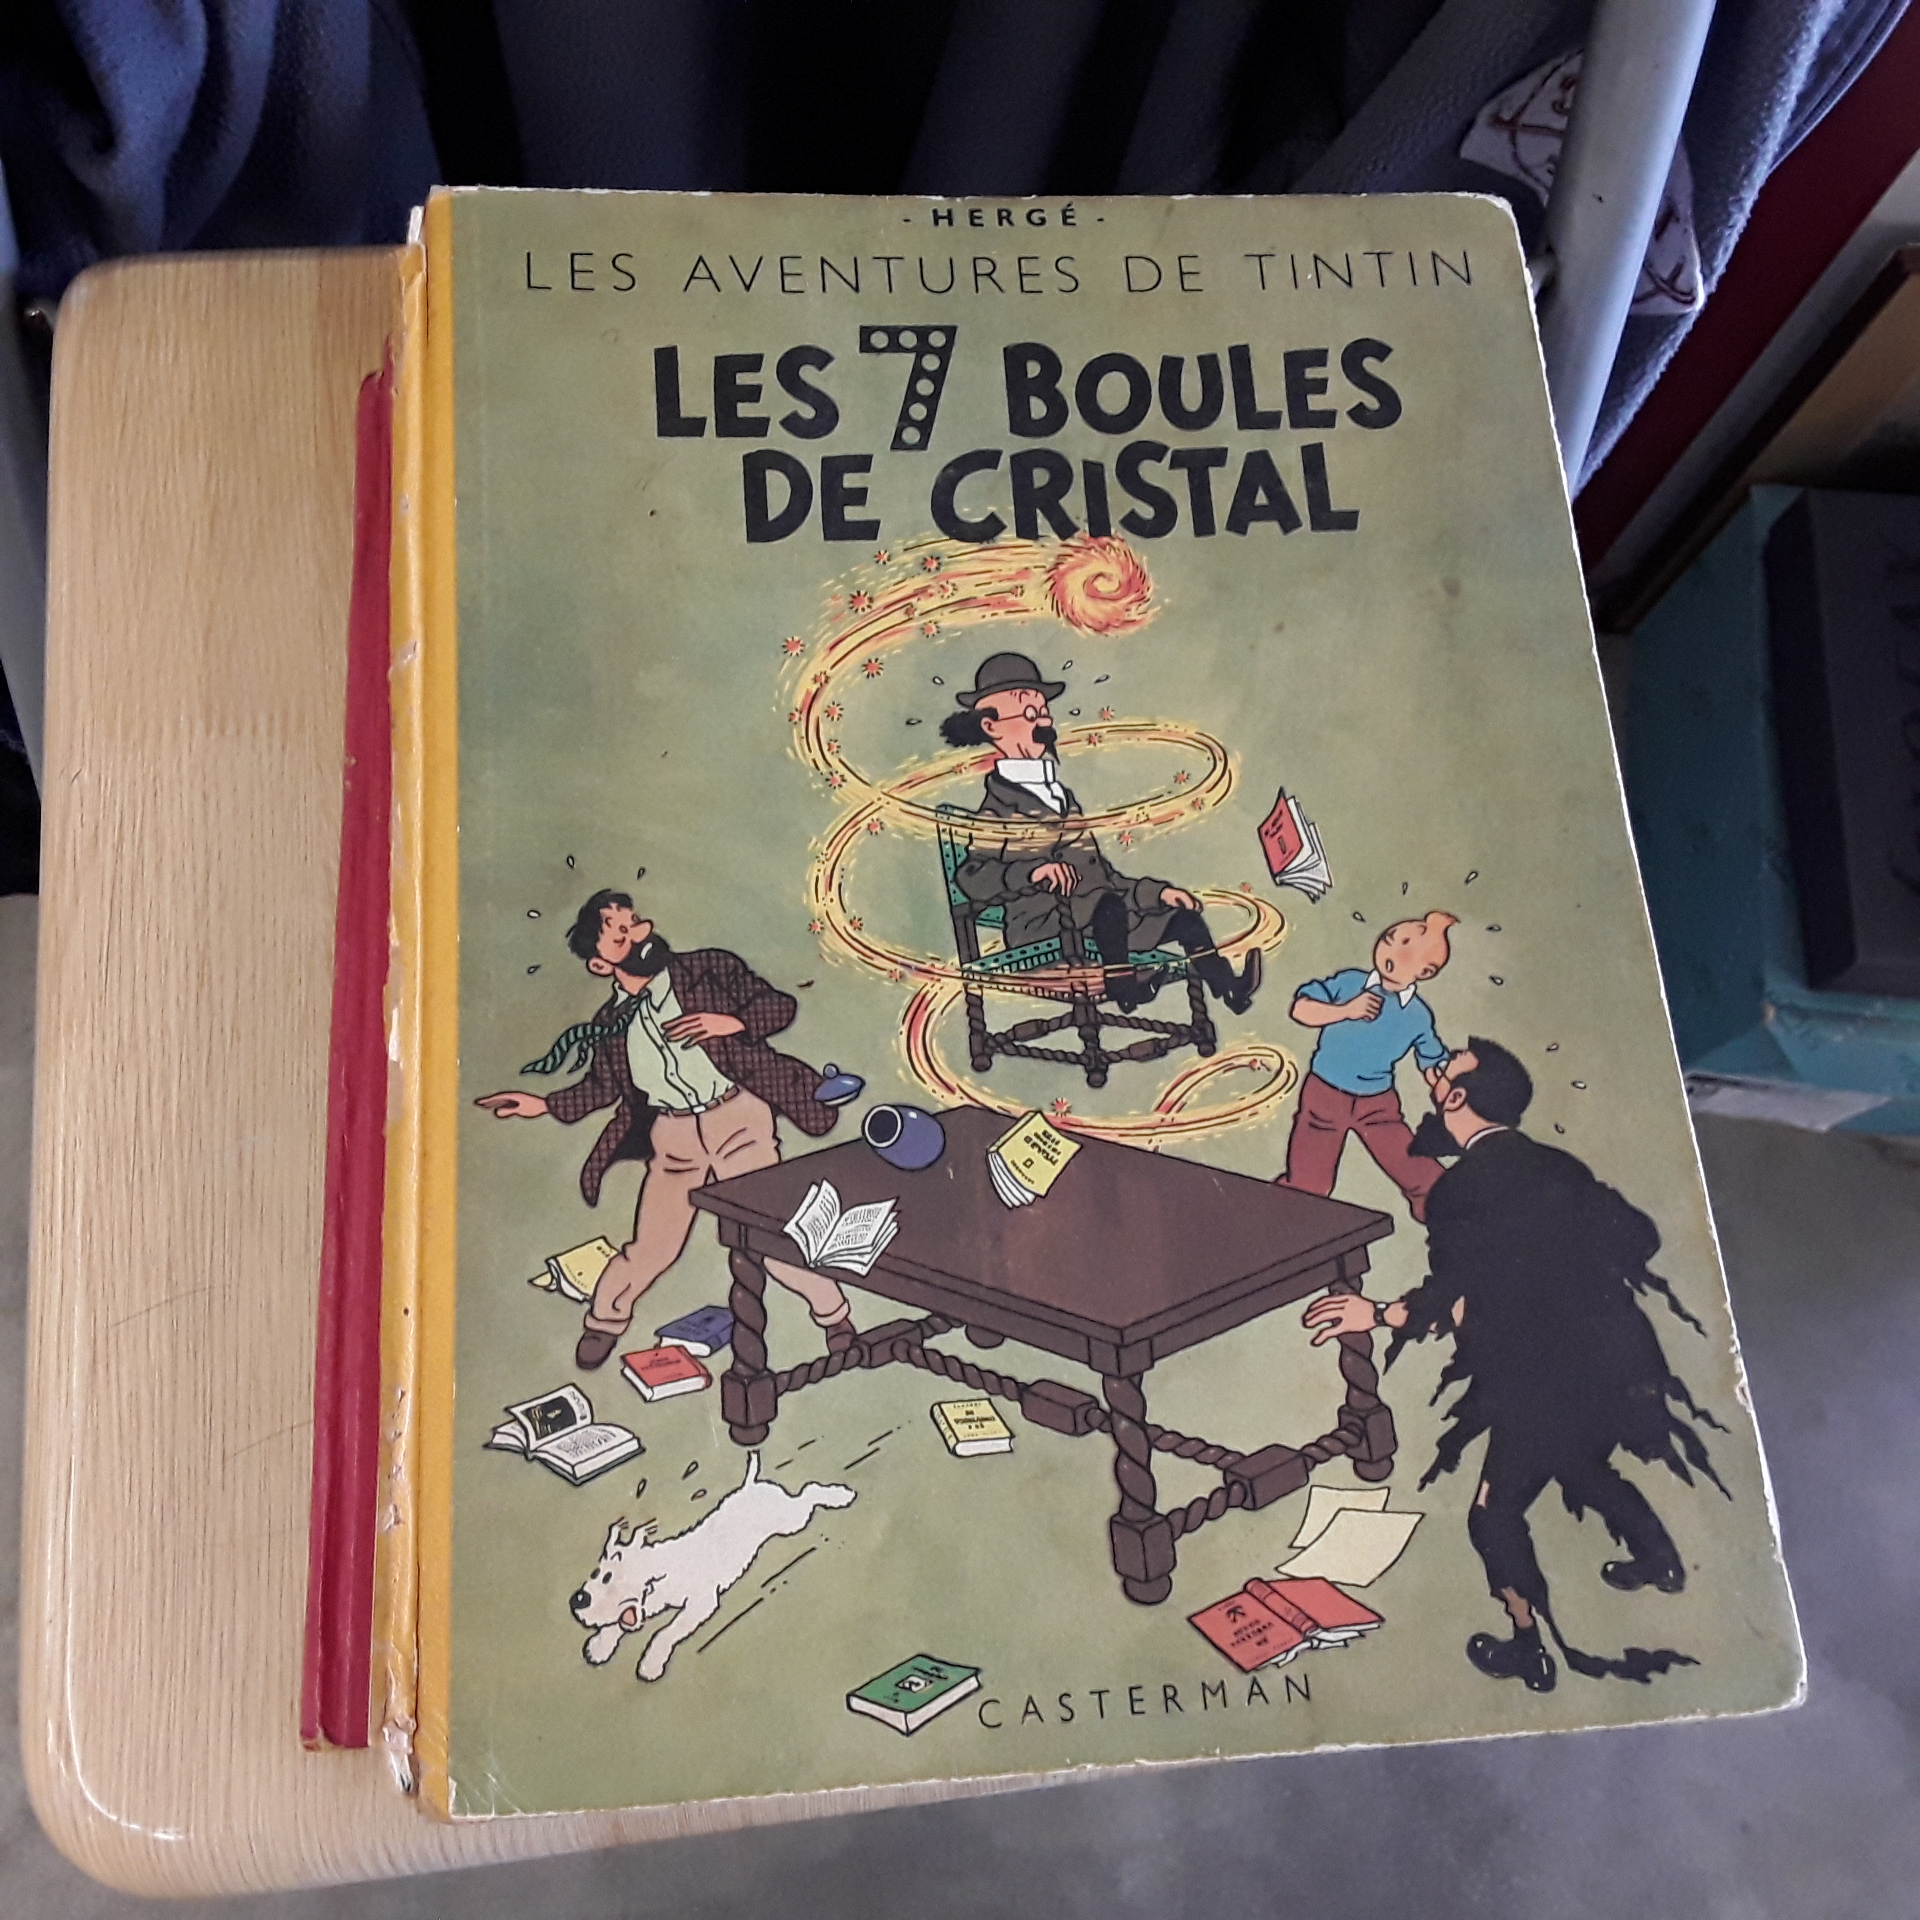 - HERGÉ -
LES AVENTURES DE TINTIN
LES 7 BOULES
DE CRISTAL
CASTERMAN